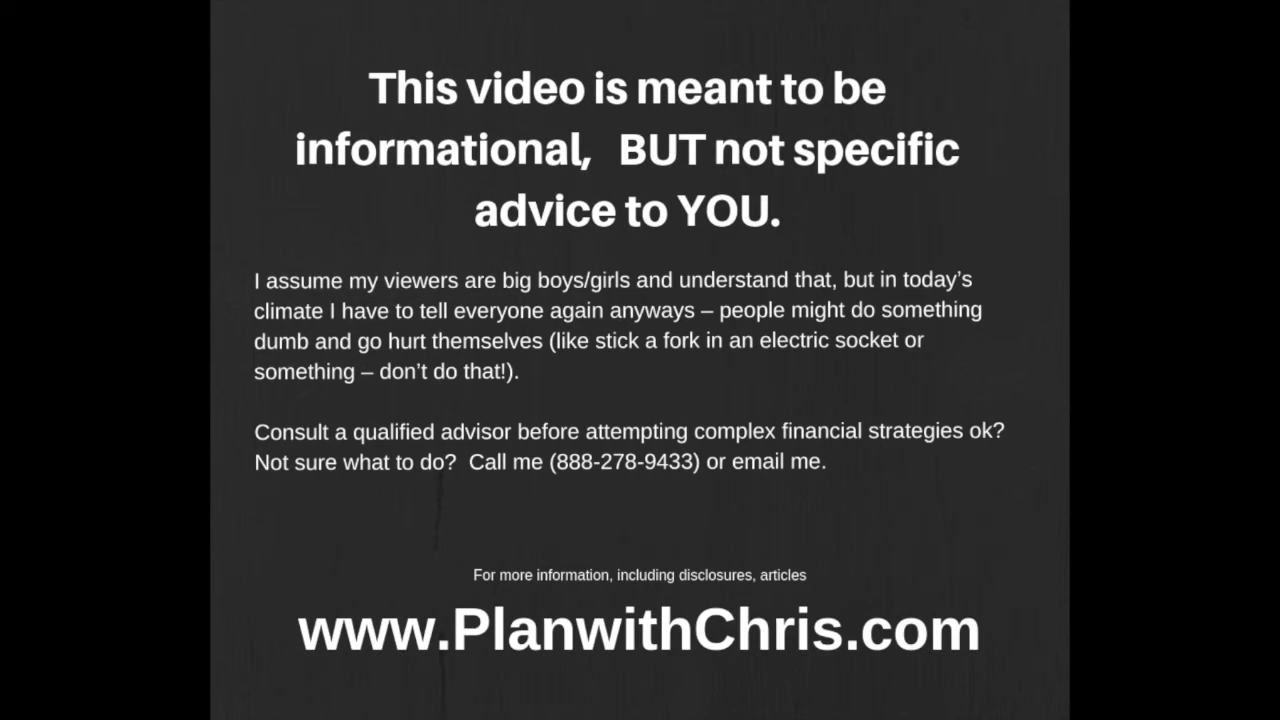 This video is meant to be
informational,   BUT not specific
advice to YOU.
I assume my viewers are big boys/girls and understand that, but in today’s
climate I have to tell everyone again anyways – people might do something
dumb and go hurt themselves (like stick a fork in an electric socket or
something – don’t do that!).
Consult a qualified advisor before attempting complex financial strategies ok?
Not sure what to do?  Call me (888-278-9433) or email me.
For more information, including disclosures, articles
www.PlanwithChris.com